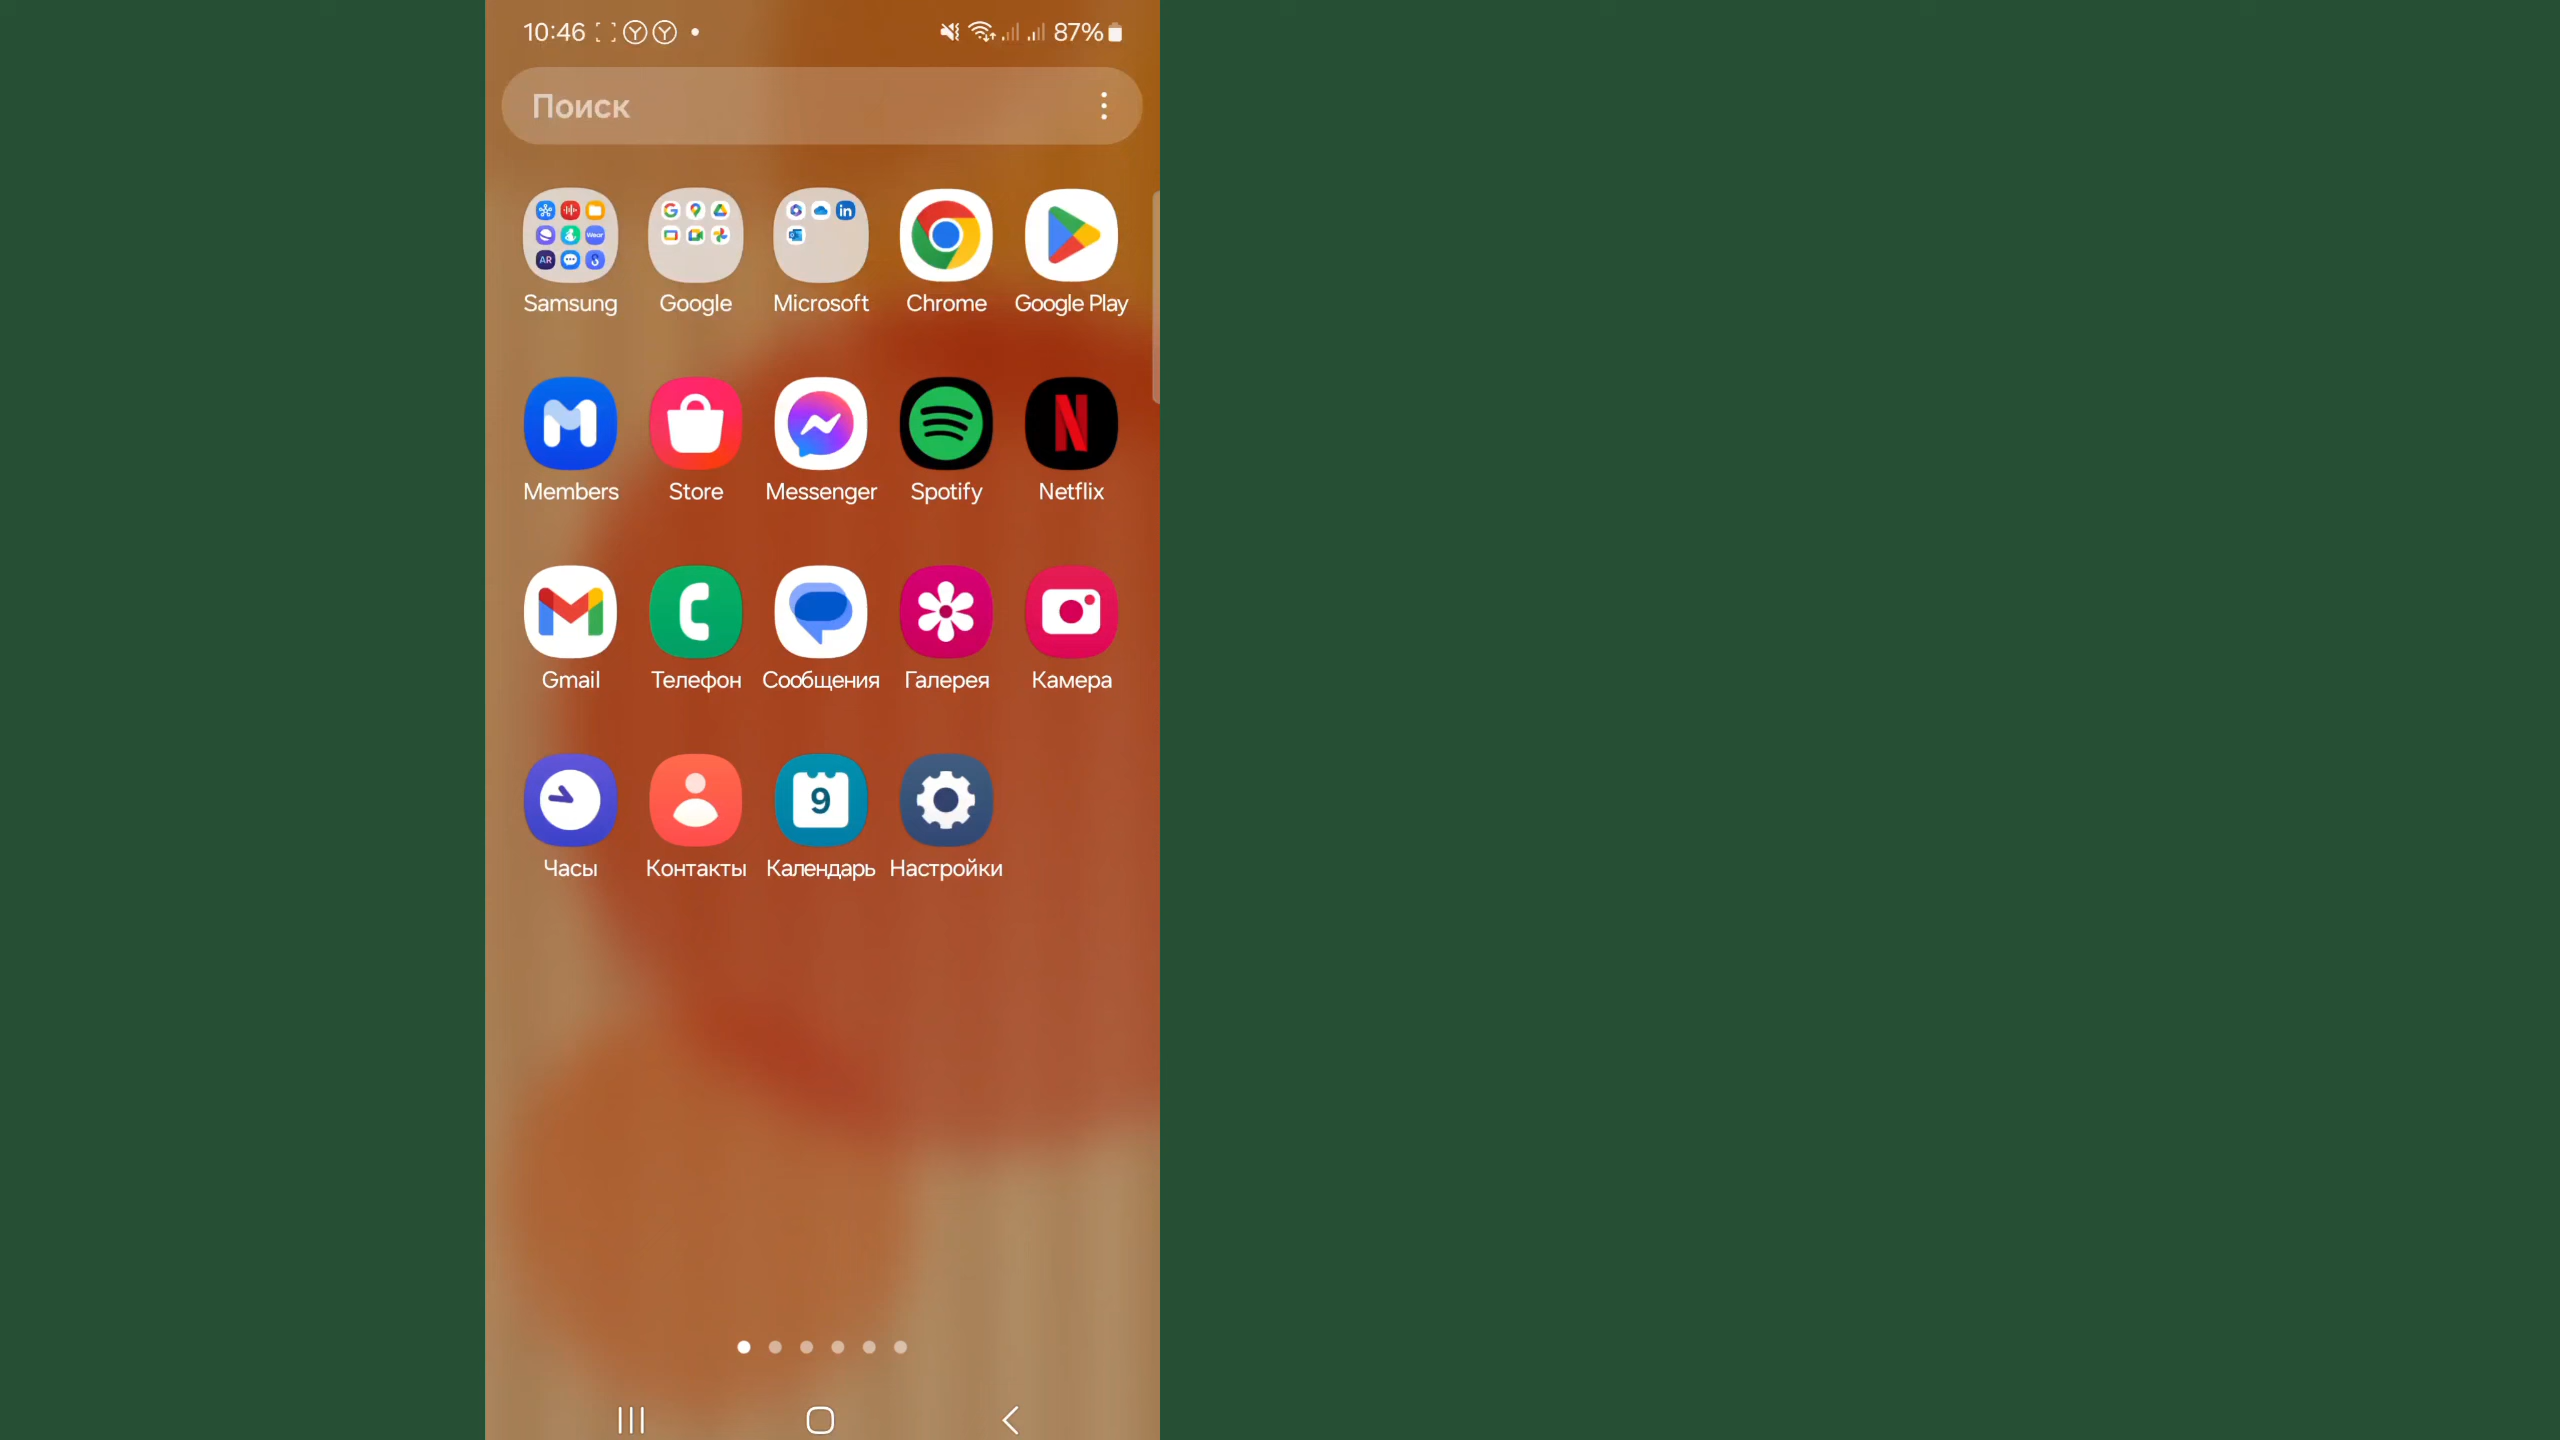 10:46
87%
Поиск
Samsung Google Microsoft Chrome Google Play
Members Store Messenger Spotify Netflix
Gmail Телефон Сообщения Галерея Камера
9
Часы Контакты Календарь Настройки